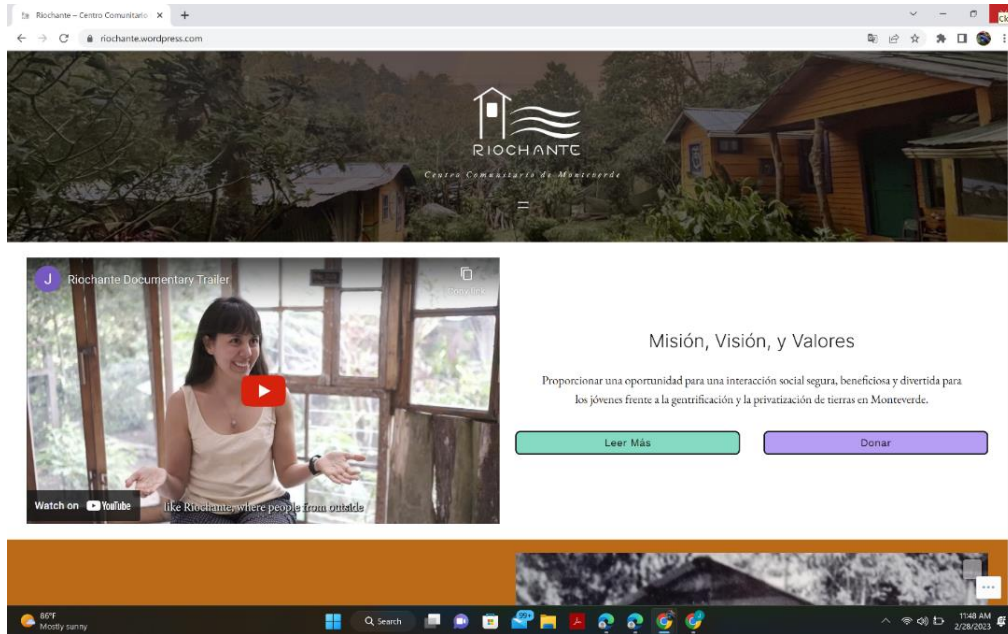 Riochante – Centro Comunitario
riochante.wordpress.com
RIOCHANTE
Centro Comunitario de Monteverde
J
Riochante Documentary Trailer
Watch on YouTube
like Riochante, where people from outside
Misión, Visión, y Valores
Proporcionar una oportunidad para una interacción social segura, beneficiosa y divertida para
los jóvenes frente a la gentrificación y la privatización de tierras en Monteverde.
Leer Más
Donar
86°F
Mostly sunny
Search
99+
11:48 AM
2/28/2023